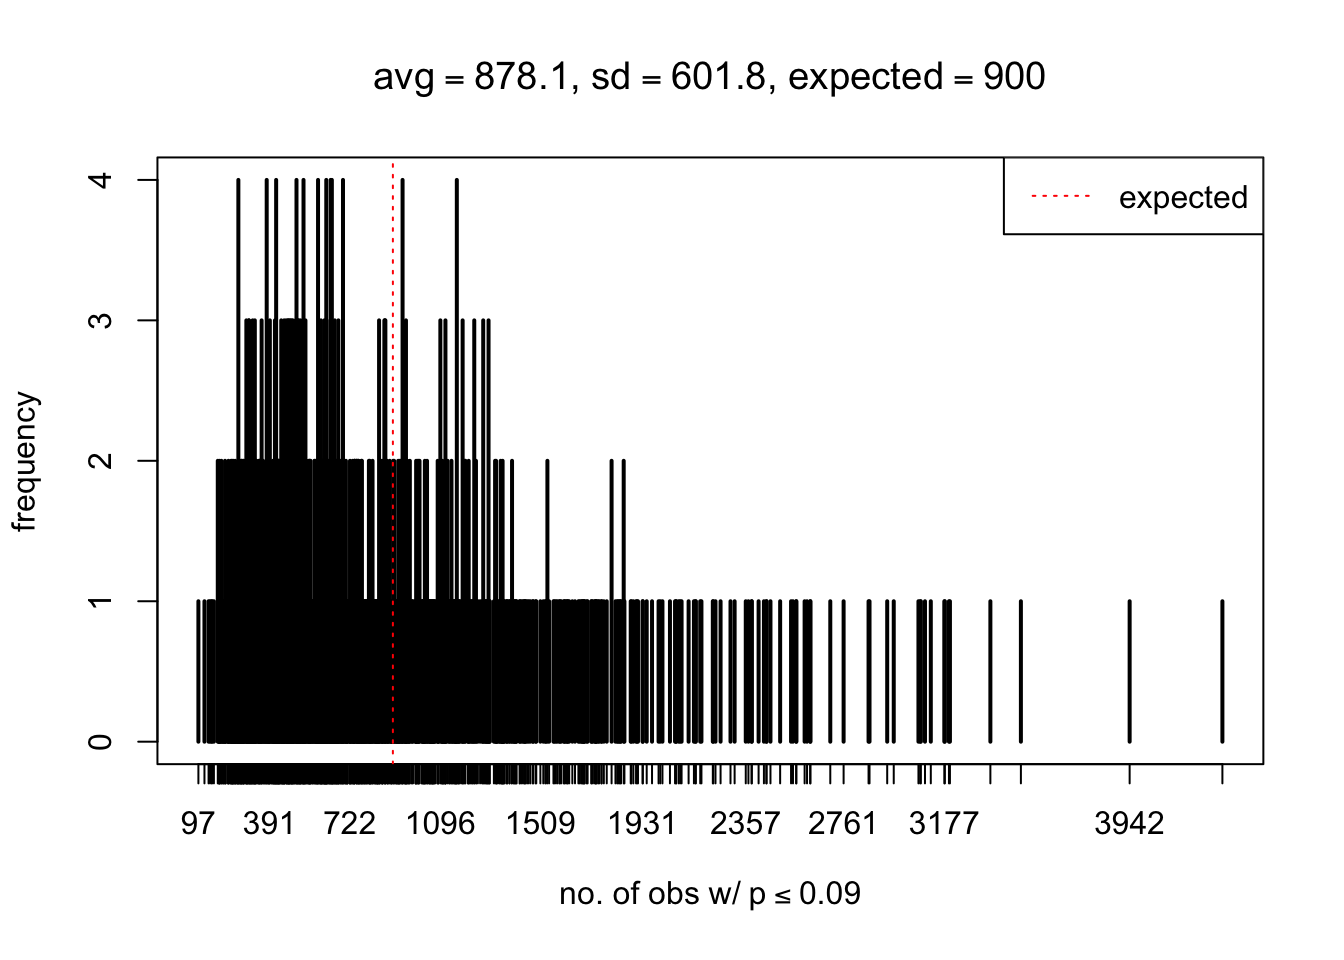 avg = 878.1, sd = 601.8, expected = 900
expected
4
3
2
1
0
frequency
97 391 722 1096 1509 1931 2357 2761 3177 3942
no. of obs w/ p ≤ 0.09